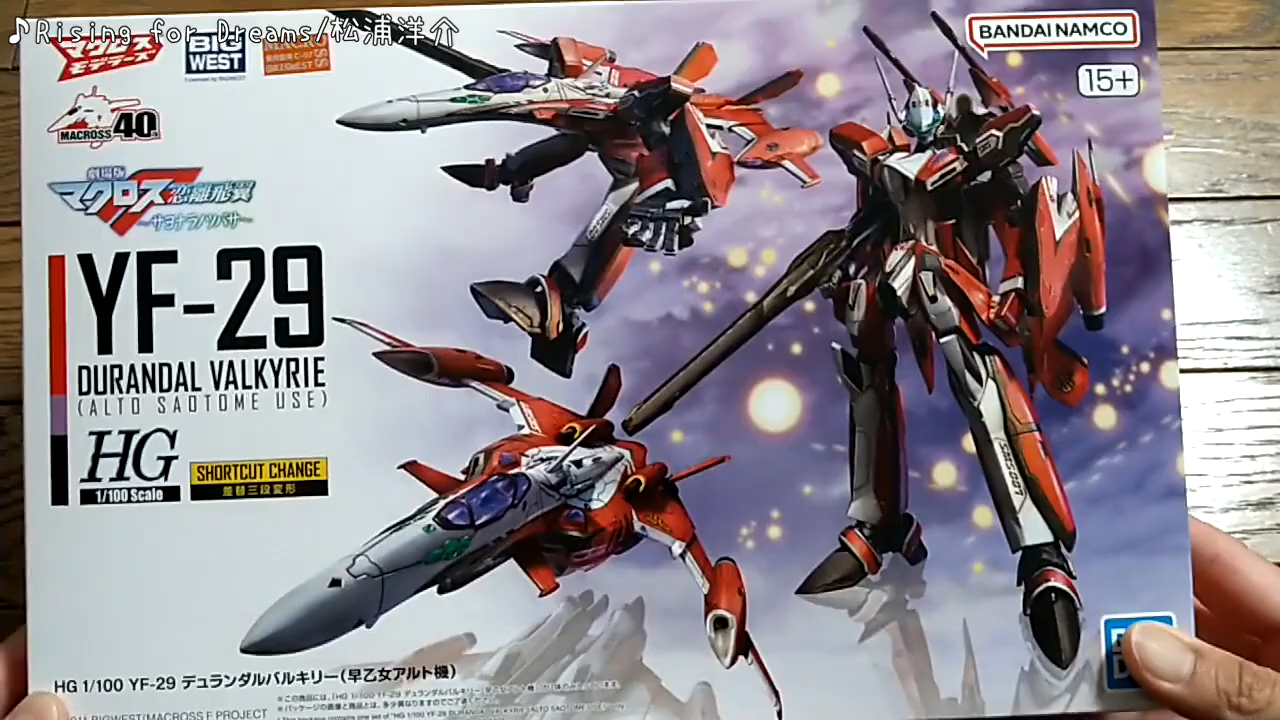 ♪Rising for Dreams/松浦洋介
マクロス
モデラーズ
BIG
WEST
BANDAI NAMCO
15+
MACROSS 40th
劇場版
マクロスF 恋離飛翼
～サヨナラノツバサ～
YF-29
DURANDAL VALKYRIE
(ALTO SAOTOME USE)
HG
1/100 Scale
SHORTCUT CHANGE
差替三段変形
SMS001
HG 1/100 YF-29 デュランダルバルキリー(早乙女アルト機)
BIGWEST/MACROSS F PROJECT